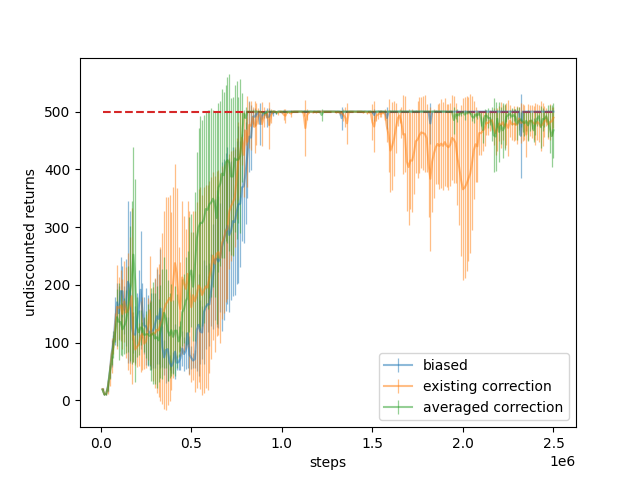 undiscounted returns
500
400
300
200
100
0
biased
existing correction
averaged correction
0.0
0.5
1.0
1.5
2.0
2.5
steps
1e6